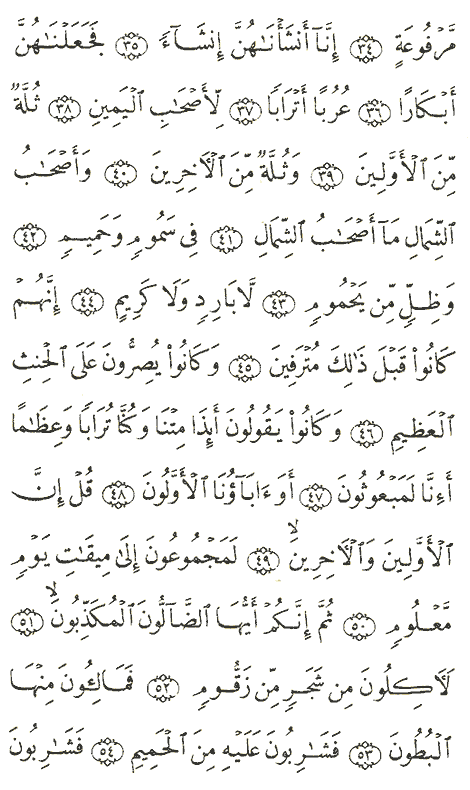 مَّرْفُوعَةٍ ٣٤ إِنَّآ أَنشَأْنَٰهُنَّ إِنشَآءً ٣٥ فَجَعَلْنَٰهُنَّ
أَبْكَارًا ٣٦ عُرُبًا أَتْرَابًا ٣٧ لِّأَصْحَٰبِ ٱلْيَمِينِ ٣٨ ثُلَّةٌ
مِّنَ ٱلْأَوَّلِينَ ٣٩ وَثُلَّةٌ مِّنَ ٱلْءَاخِرِينَ ٤٠ وَأَصْحَٰبُ
ٱلشِّمَالِ مَآ أَصْحَٰبُ ٱلشِّمَالِ ٤١ فِى سَمُومٍ وَحَمِيمٍ ٤٢
وَظِلٍّ مِّن يَحْمُومٍ ٤٣ لَّا بَارِدٍ وَلَا كَرِيمٍ ٤٤ إِنَّهُمْ
كَانُوا۟ قَبْلَ ذَٰلِكَ مُتْرَفِينَ ٤٥ وَكَانُوا۟ يُصِرُّونَ عَلَى ٱلْحِنثِ
ٱلْعَظِيمِ ٤٦ وَكَانُوا۟ يَقُولُونَ أَئِذَا مِتْنَا وَكُنَّا تُرَابًا وَعِظَٰمًا
أَءِنَّا لَمَبْعُوثُونَ ٤٧ أَوَءَابَآؤُنَا ٱلْأَوَّلُونَ ٤٨ قُلْ إِنَّ
ٱلْأَوَّلِينَ وَٱلْءَاخِرِينَ ۙ ٤٩ لَمَجْمُوعُونَ إِلَىٰ مِيقَٰتِ يَوْمٍ
مَّعْلُومٍ ٥٠ ثُمَّ إِنَّكُمْ أَيُّهَا ٱلضَّآلُّونَ ٱلْمُكَذِّبُونَ ۙ ٥١
لَءَاكِلُونَ مِن شَجَرٍ مِّن زَقُّومٍ ٥٢ فَمَالِـُٔونَ مِنْهَا
ٱلْبُطُونَ ٥٣ فَشَٰرِبُونَ عَلَيْهِ مِنَ ٱلْحَمِيمِ ٥٤ فَشَٰرِبُونَ